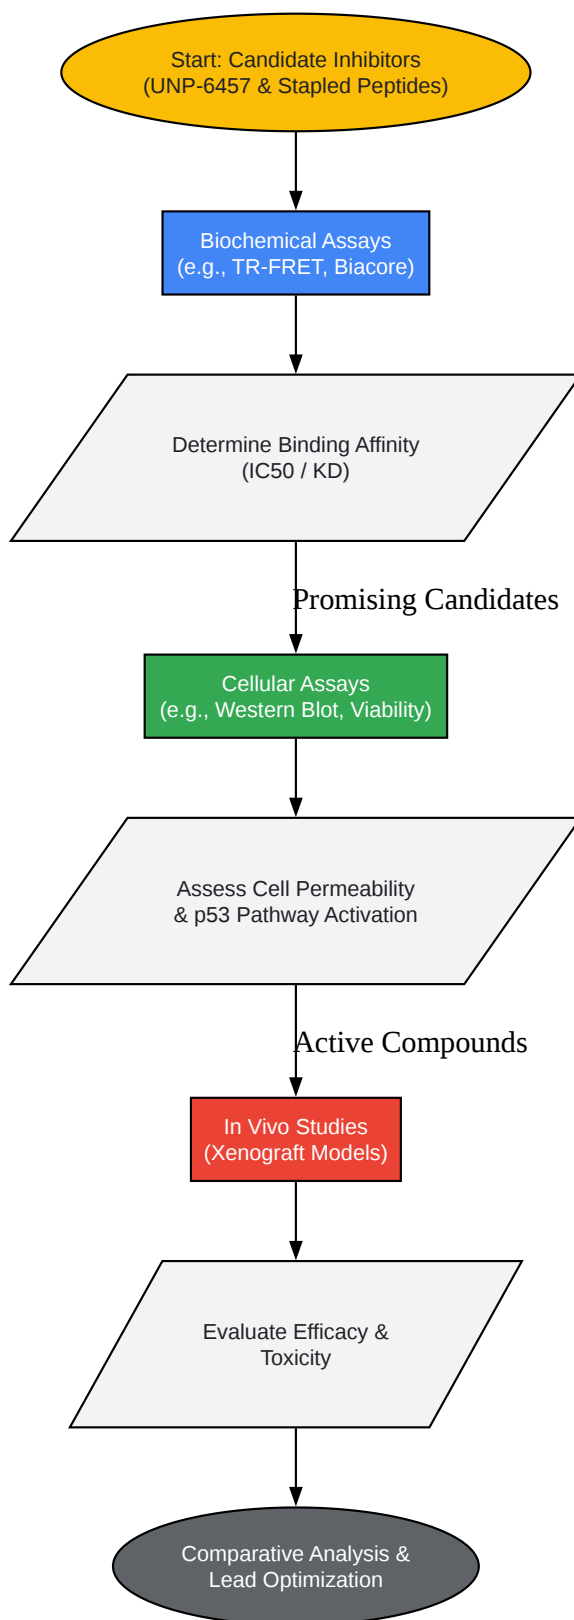 Start: Candidate Inhibitors
(UNP-6457 & Stapled Peptides)
Biochemical Assays
(e.g., TR-FRET, Biacore)
Determine Binding Affinity
(IC50 / KD)
Promising Candidates
Cellular Assays
(e.g., Western Blot, Viability)
Assess Cell Permeability
& p53 Pathway Activation
Active Compounds
In Vivo Studies
(Xenograft Models)
Evaluate Efficacy &
Toxicity
Comparative Analysis &
Lead Optimization